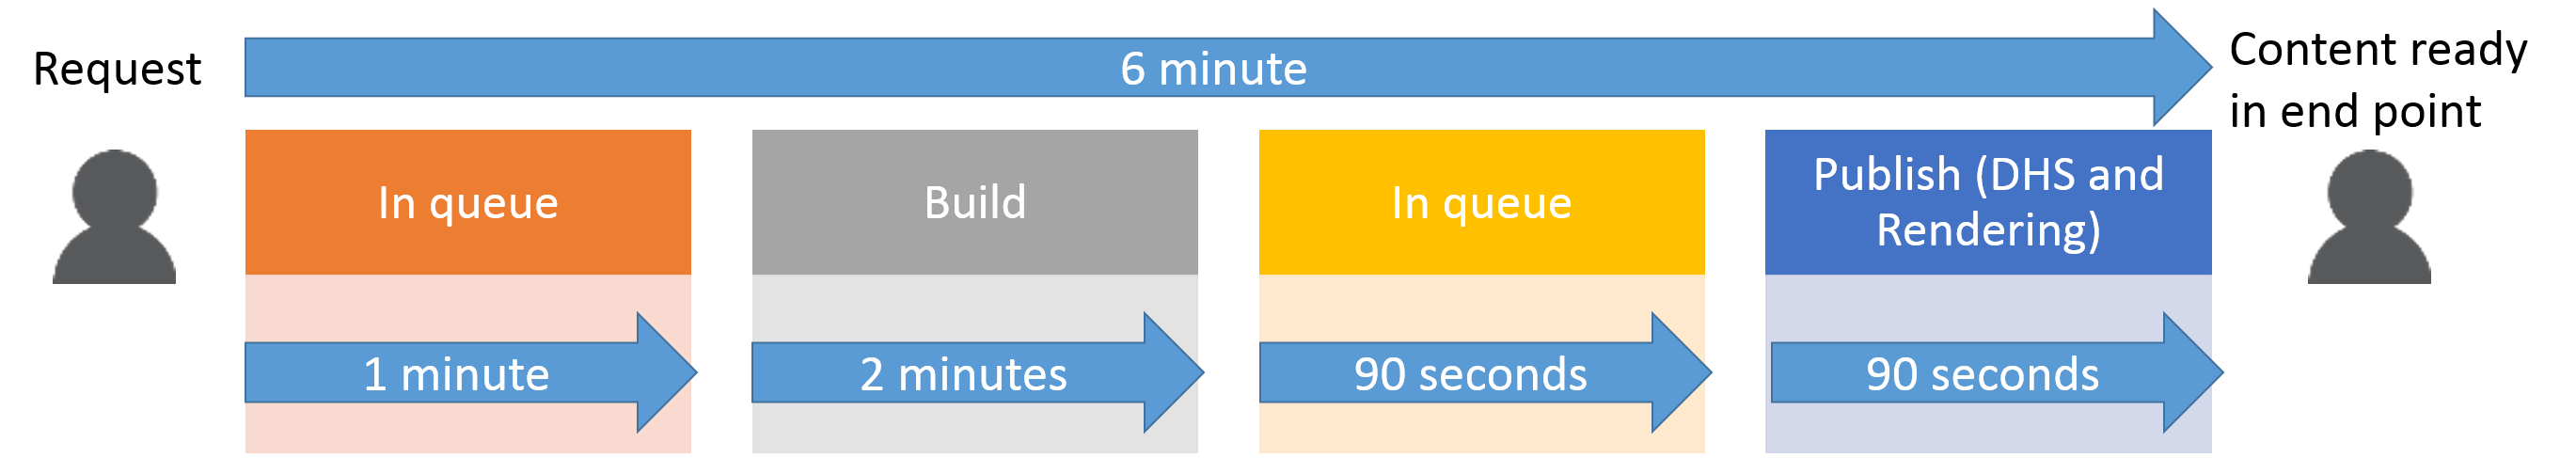 Request
6 minute
Content ready
in end point
In queue
Build
In queue
Publish (DHS and
Rendering)
1 minute
2 minutes
90 seconds
90 seconds